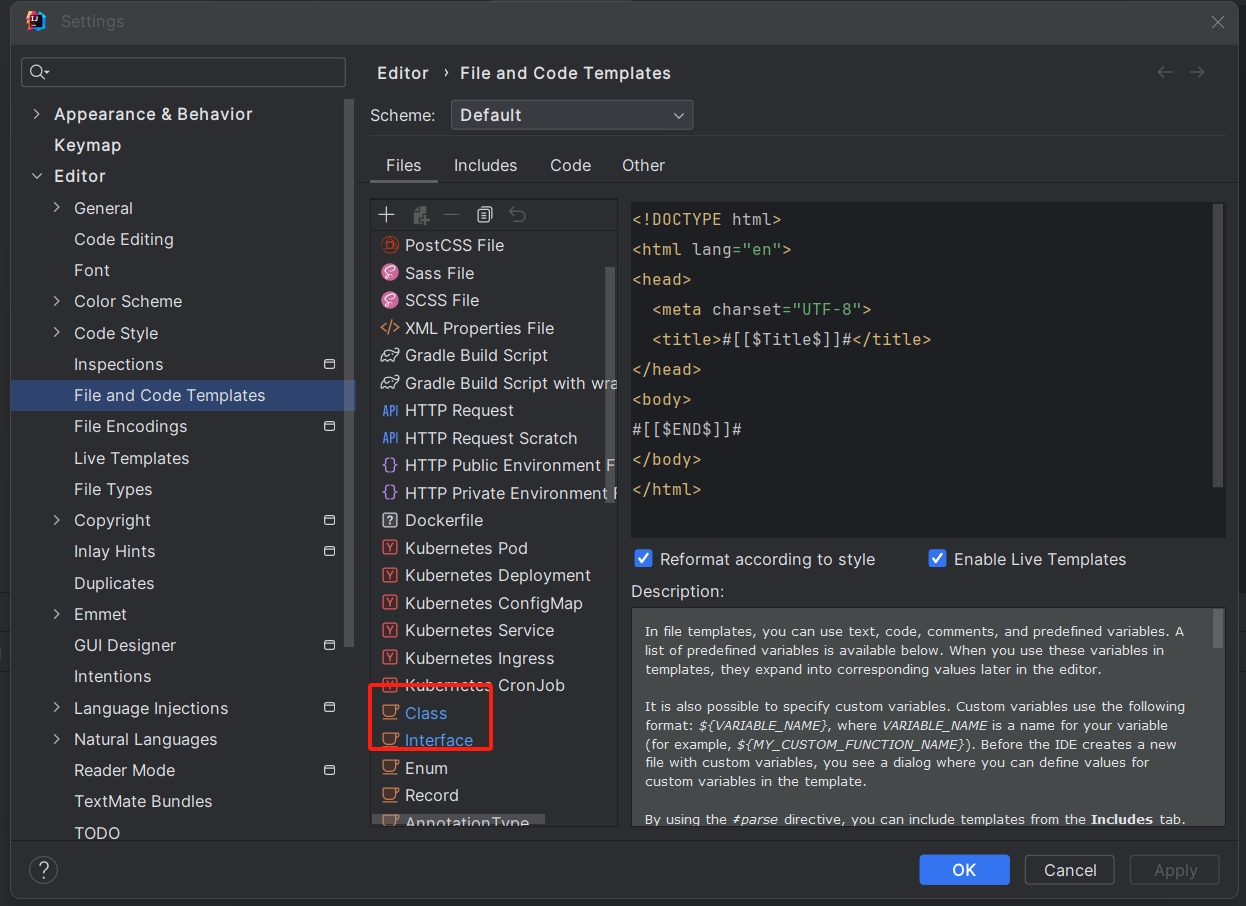 Settings
Appearance & Behavior
Keymap
Editor
General
Code Editing
Font
Color Scheme
Code Style
Inspections
File and Code Templates
File Encodings
Live Templates
File Types
Copyright
Inlay Hints
Duplicates
Emmet
GUI Designer
Intentions
Language Injections
Natural Languages
Reader Mode
TextMate Bundles
TODO
Editor › File and Code Templates
Scheme: Default
Files Includes Code Other
PostCSS File
Sass File
SCSS File
XML Properties File
Gradle Build Script
Gradle Build Script with wra
HTTP Request
HTTP Request Scratch
HTTP Public Environment F
HTTP Private Environment F
Dockerfile
Kubernetes Pod
Kubernetes Deployment
Kubernetes ConfigMap
Kubernetes Service
Kubernetes Ingress
Kubernetes CronJob
Class
Interface
Enum
Record
AnnotationType
<!DOCTYPE html>
<html lang="en">
<head>
<meta charset="UTF-8">
<title>#[[$Title$]]#</title>
</head>
<body>
#[[$END$]]#
</body>
</html>
Reformat according to style Enable Live Templates
Description:
In file templates, you can use text, code, comments, and predefined variables. A
list of predefined variables is available below. When you use these variables in
templates, they expand into corresponding values later in the editor.
It is also possible to specify custom variables. Custom variables use the following
format: ${VARIABLE_NAME}, where VARIABLE_NAME is a name for your variable
(for example, ${MY_CUSTOM_FUNCTION_NAME}). Before the IDE creates a new
file with custom variables, you see a dialog where you can define values for
custom variables in the template.
By using the #parse directive, you can include templates from the Includes tab.
? OK Cancel Apply